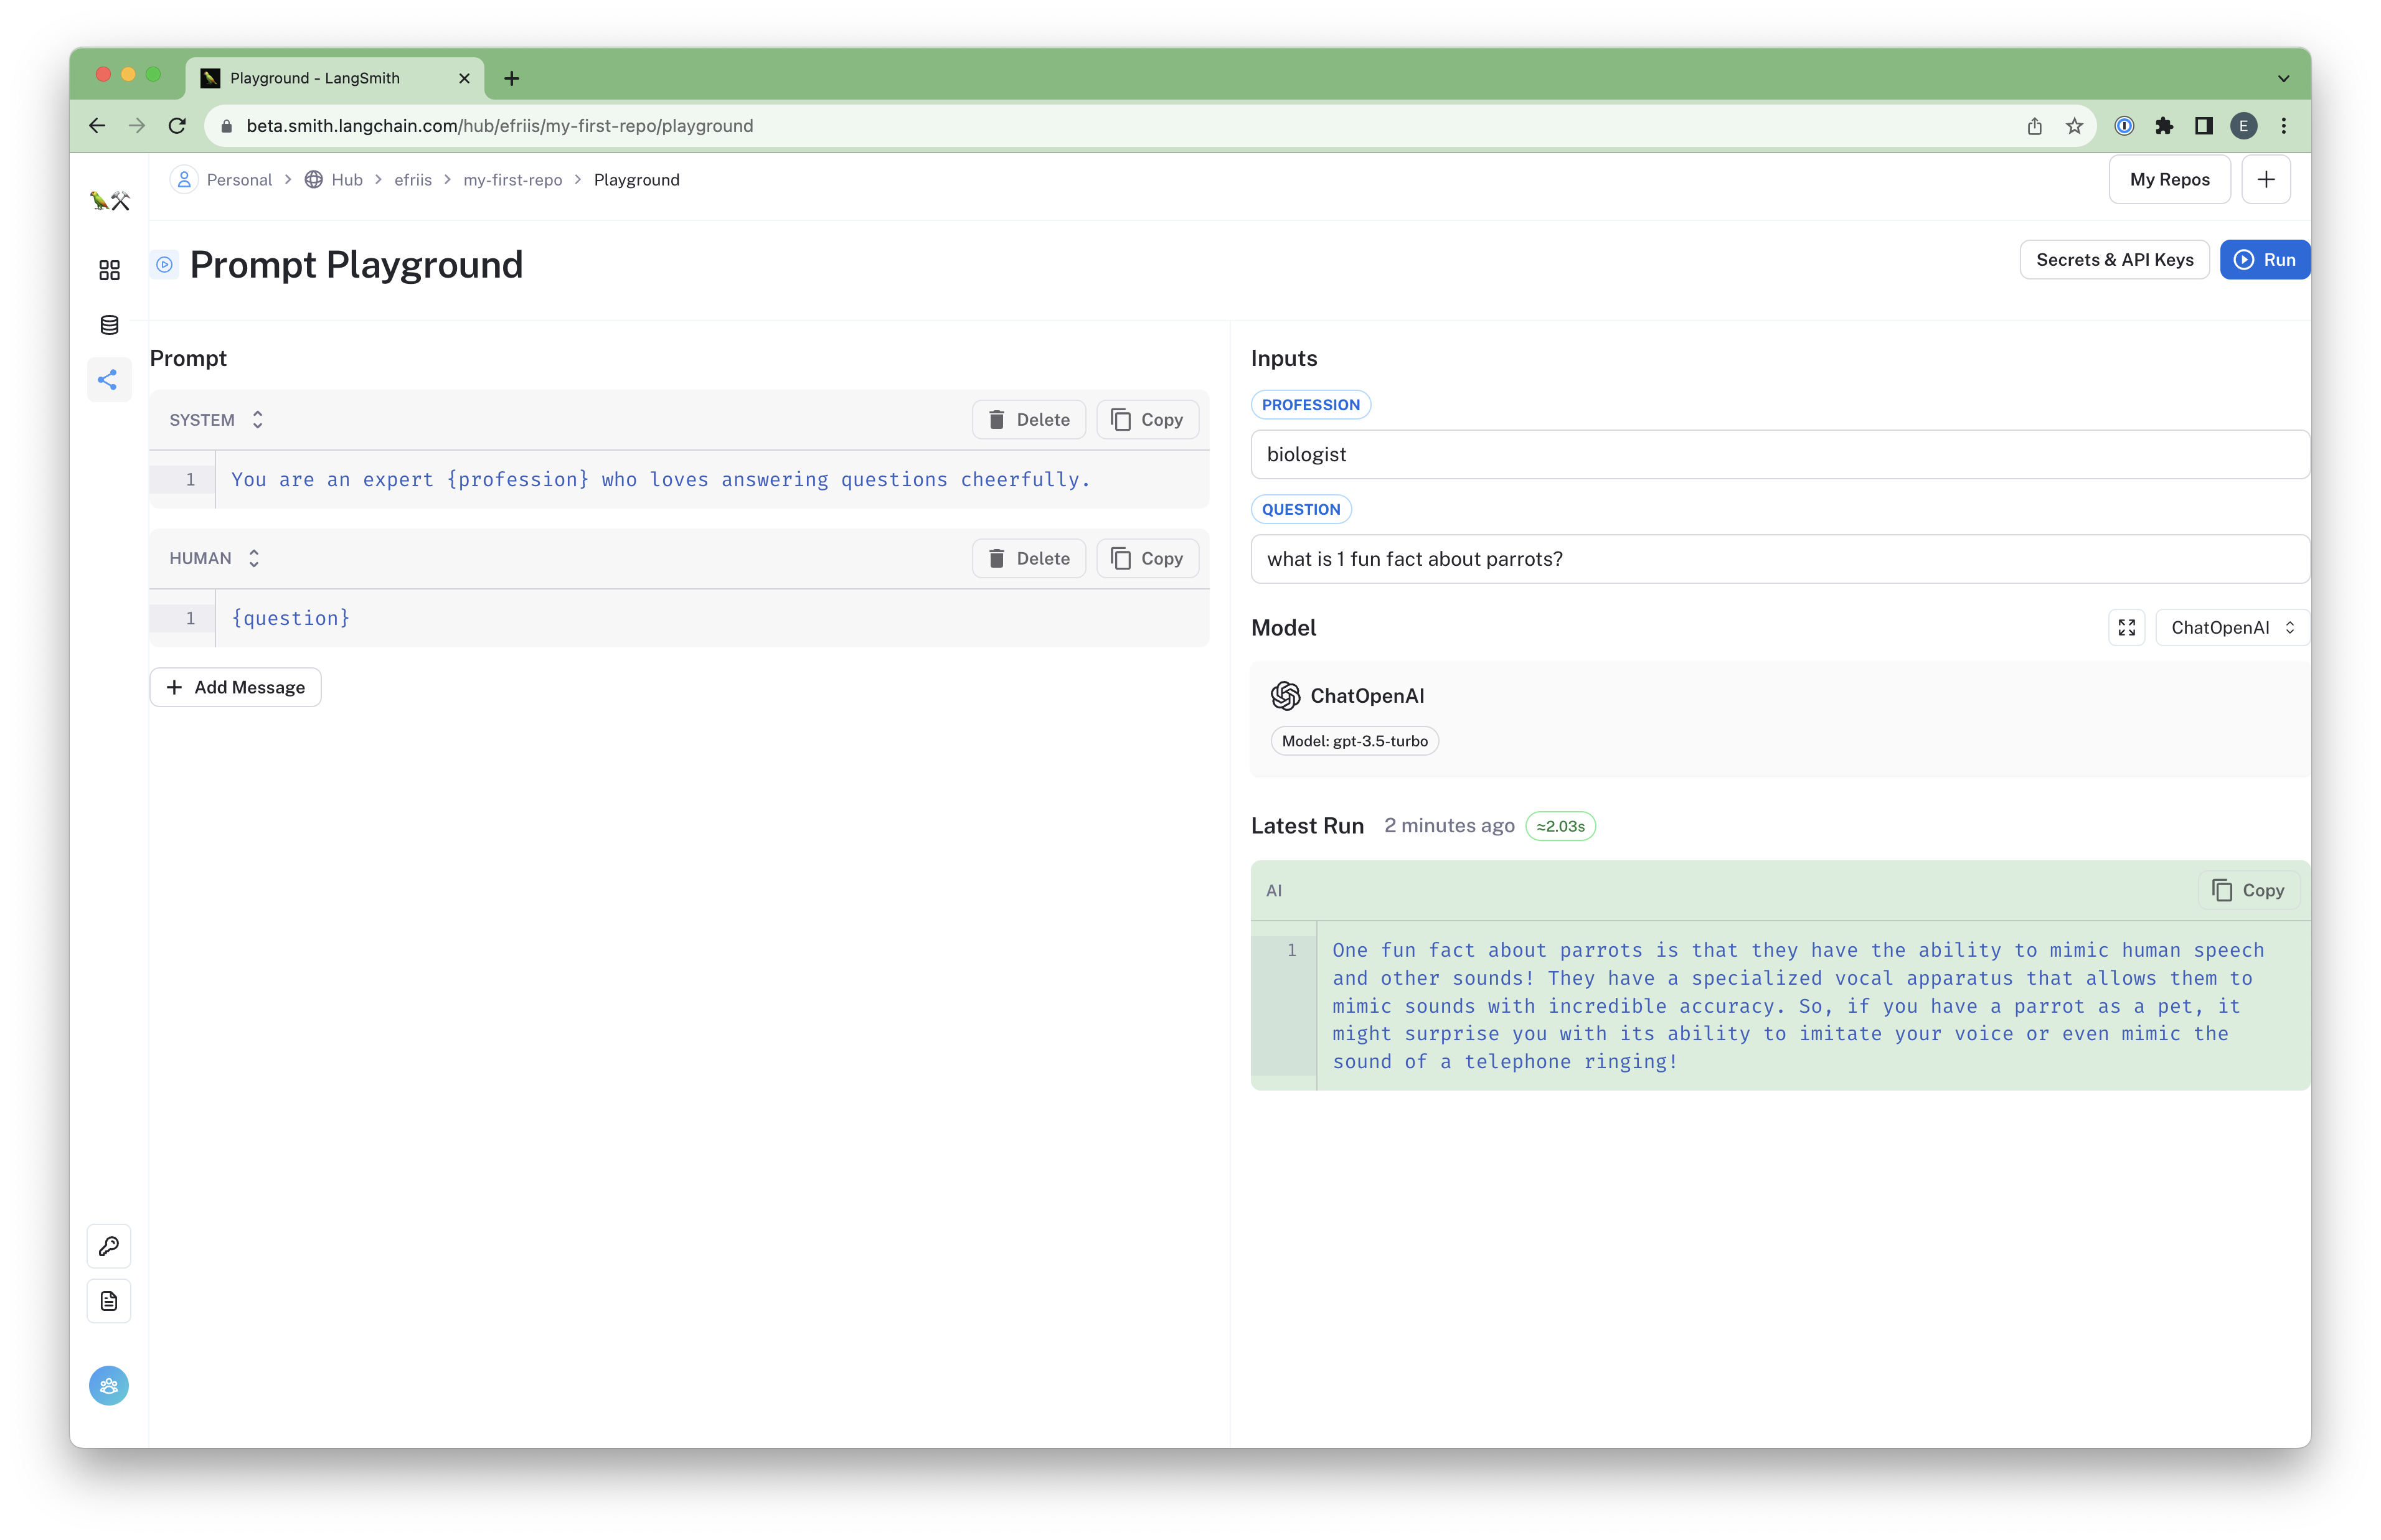 Playground - LangSmith
beta.smith.langchain.com/hub/efriis/my-first-repo/playground
E
Personal > Hub > efriis > my-first-repo > Playground
My Repos
Prompt Playground
Secrets & API Keys
Run
Prompt
SYSTEM
Delete
Copy
1 You are an expert {profession} who loves answering questions cheerfully.
HUMAN
Delete
Copy
1 {question}
+ Add Message
Inputs
PROFESSION
biologist
QUESTION
what is 1 fun fact about parrots?
Model
ChatOpenAI
ChatOpenAI
Model: gpt-3.5-turbo
Latest Run 2 minutes ago ≈2.03s
AI
Copy
1 One fun fact about parrots is that they have the ability to mimic human speech
and other sounds! They have a specialized vocal apparatus that allows them to
mimic sounds with incredible accuracy. So, if you have a parrot as a pet, it
might surprise you with its ability to imitate your voice or even mimic the
sound of a telephone ringing!